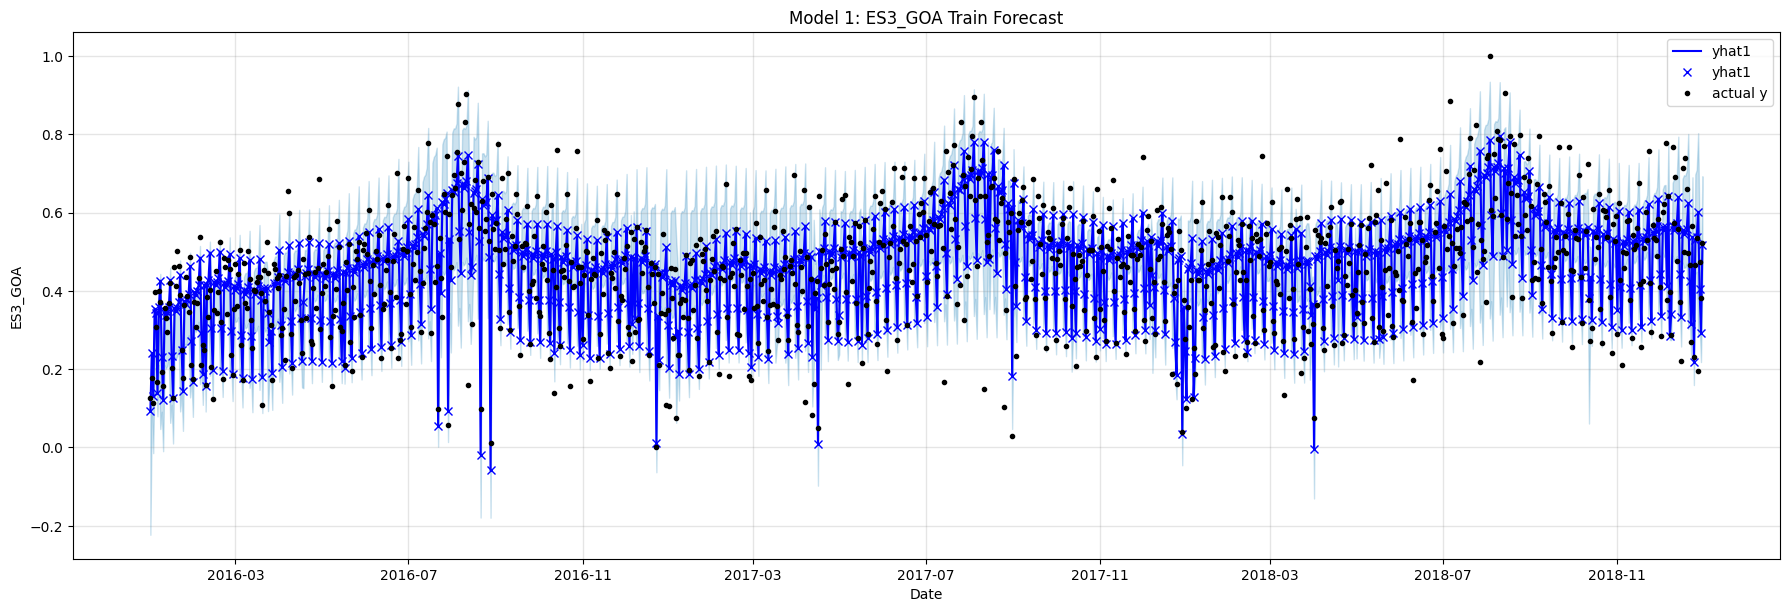 Model 1: ES3_GOA Train Forecast
yhat1
yhat1
actual y
1.0
0.8
0.6
0.4
0.2
0.0
−0.2
ES3_GOA
2016-03
2016-07
2016-11
2017-03
2017-07
2017-11
2018-03
2018-07
2018-11
Date